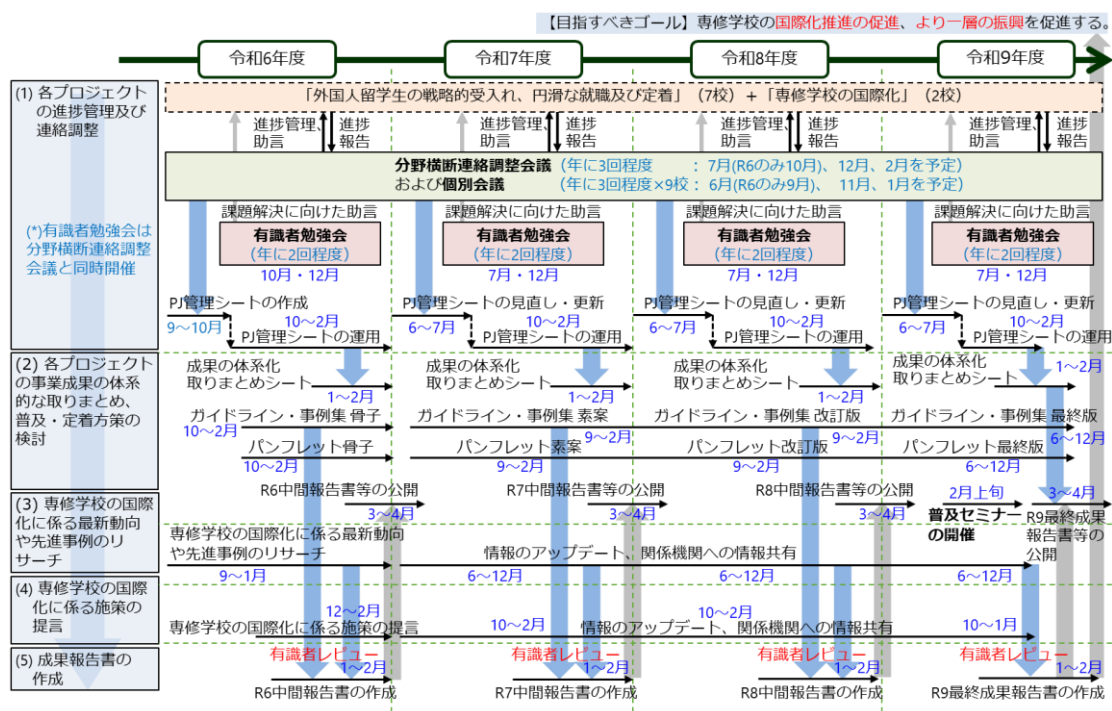 【目指すべきゴール】専修学校の国際化推進の促進、より一層の振興を促進する。
令和6年度
令和7年度
令和8年度
令和9年度
(1) 各プロジェクト
の進捗管理及び
連絡調整
(*)有識者勉強会は
分野横断連絡調整
会議と同時開催
「外国人留学生の戦略的受入れ、円滑な就職及び定着」（7校）+「専修学校の国際化」（2校）
進捗管理、
助言
進捗
報告
進捗管理、
助言
進捗
報告
進捗管理、
助言
進捗
報告
進捗管理、
助言
進捗
報告
分野横断連絡調整会議（年に3回程度　　　：7月(R6のみ10月)、12月、2月を予定）
および個別会議　　　（年に3回程度×9校：6月(R6のみ9月)、 11月、1月を予定）
課題解決に向けた助言
有識者勉強会
（年に2回程度）
10月・12月
課題解決に向けた助言
有識者勉強会
（年に2回程度）
7月・12月
課題解決に向けた助言
有識者勉強会
（年に2回程度）
7月・12月
課題解決に向けた助言
有識者勉強会
（年に2回程度）
7月・12月
PJ管理シートの作成
9～10月
10～2月
PJ管理シートの運用
PJ管理シートの見直し・更新
6～7月
10～2月
PJ管理シートの運用
PJ管理シートの見直し・更新
6～7月
10～2月
PJ管理シートの運用
PJ管理シートの見直し・更新
6～7月
10～2月
PJ管理シートの運用
(2) 各プロジェクト
の事業成果の体系
的な取りまとめ、
普及・定着方策の
検討
成果の体系化
取りまとめシート
1～2月
成果の体系化
取りまとめシート
1～2月
成果の体系化
取りまとめシート
1～2月
成果の体系化
取りまとめシート
1～2月
ガイドライン・事例集 骨子
10～2月
ガイドライン・事例集 素案
9～2月
ガイドライン・事例集 改訂版
9～2月
ガイドライン・事例集 最終版
6～12月
パンフレット骨子
10～2月
パンフレット素案
9～2月
パンフレット改訂版
9～2月
パンフレット最終版
6～12月
R6中間報告書等の公開
3～4月
R7中間報告書等の公開
3～4月
R8中間報告書等の公開
3～4月
2月上旬
普及セミナー
の開催
3～4月
R9最終成果
報告書等の
公開
(3) 専修学校の国際
化に係る最新動向
や先進事例のリ
サーチ
専修学校の国際化に係る最新動向
や先進事例のリサーチ
9～1月
情報のアップデート、関係機関への情報共有
6～12月
6～12月
6～12月
(4) 専修学校の国際
化に係る施策の
提言
12～2月
専修学校の国際化に係る施策の提言
10～2月
10～2月
情報のアップデート、関係機関への情報共有
10～1月
(5) 成果報告書の
作成
有識者レビュー
1～2月
R6中間報告書の作成
有識者レビュー
1～2月
R7中間報告書の作成
有識者レビュー
1～2月
R8中間報告書の作成
有識者レビュー
1～2月
R9最終成果報告書の作成